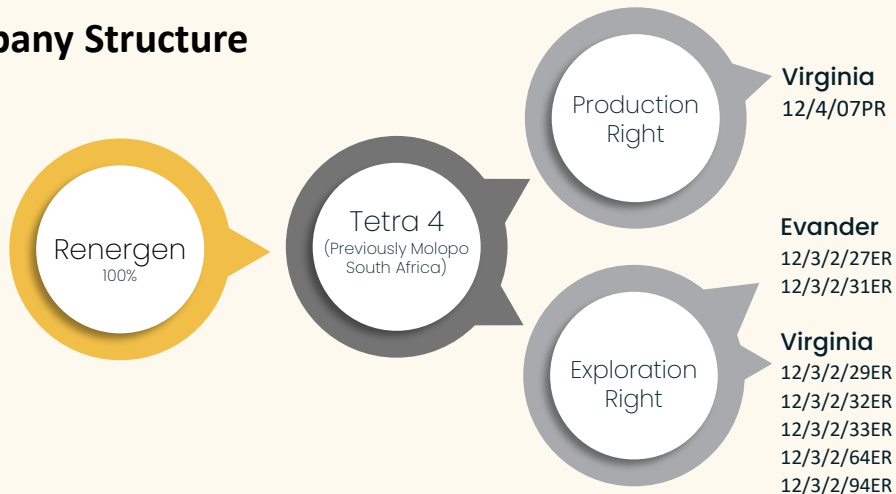 pany Structure
Renergen
100%
Tetra 4
(Previously Molopo
South Africa)
Production
Right
Virginia
12/4/07PR
Exploration
Right
Evander
12/3/2/27ER
12/3/2/31ER
Virginia
12/3/2/29ER
12/3/2/32ER
12/3/2/33ER
12/3/2/64ER
12/3/2/94ER